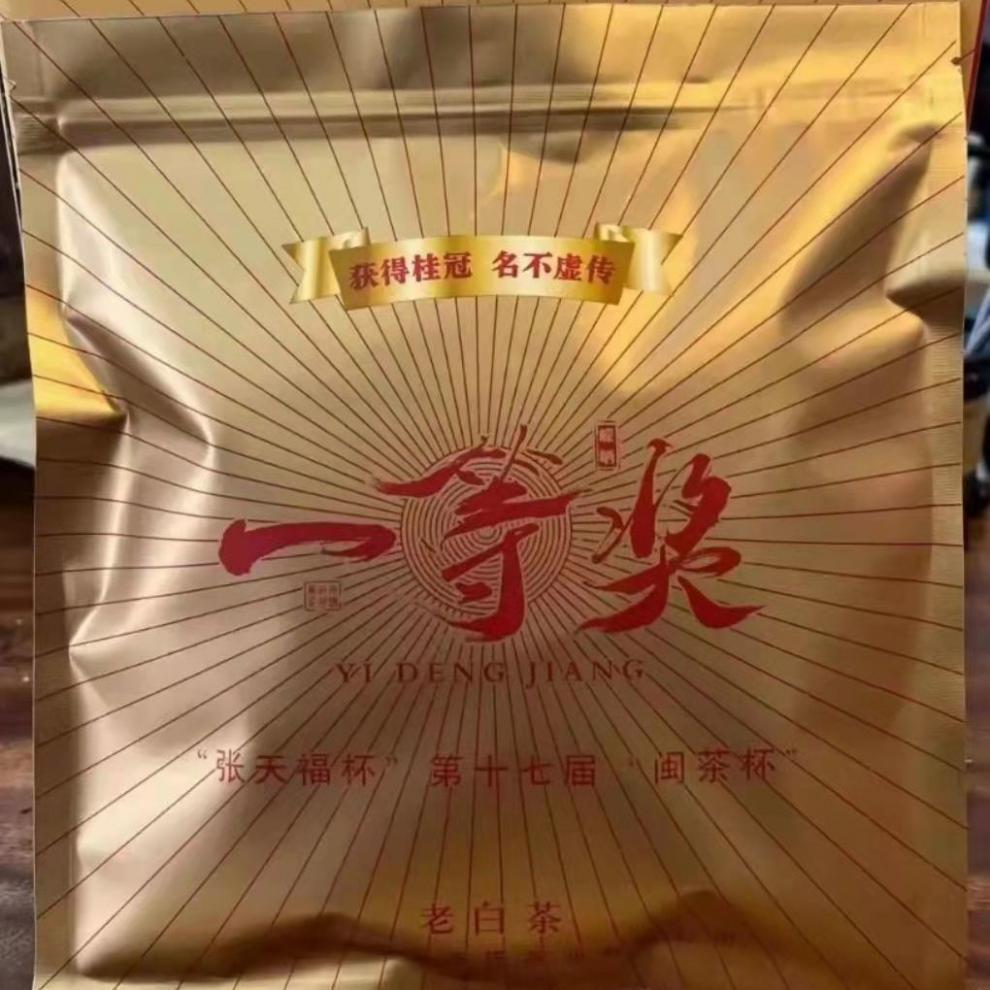 获得桂冠 名不虚传
一等奖
YI DENG JIANG
“张天福杯” 第十七届 “闽茶杯”
老白茶